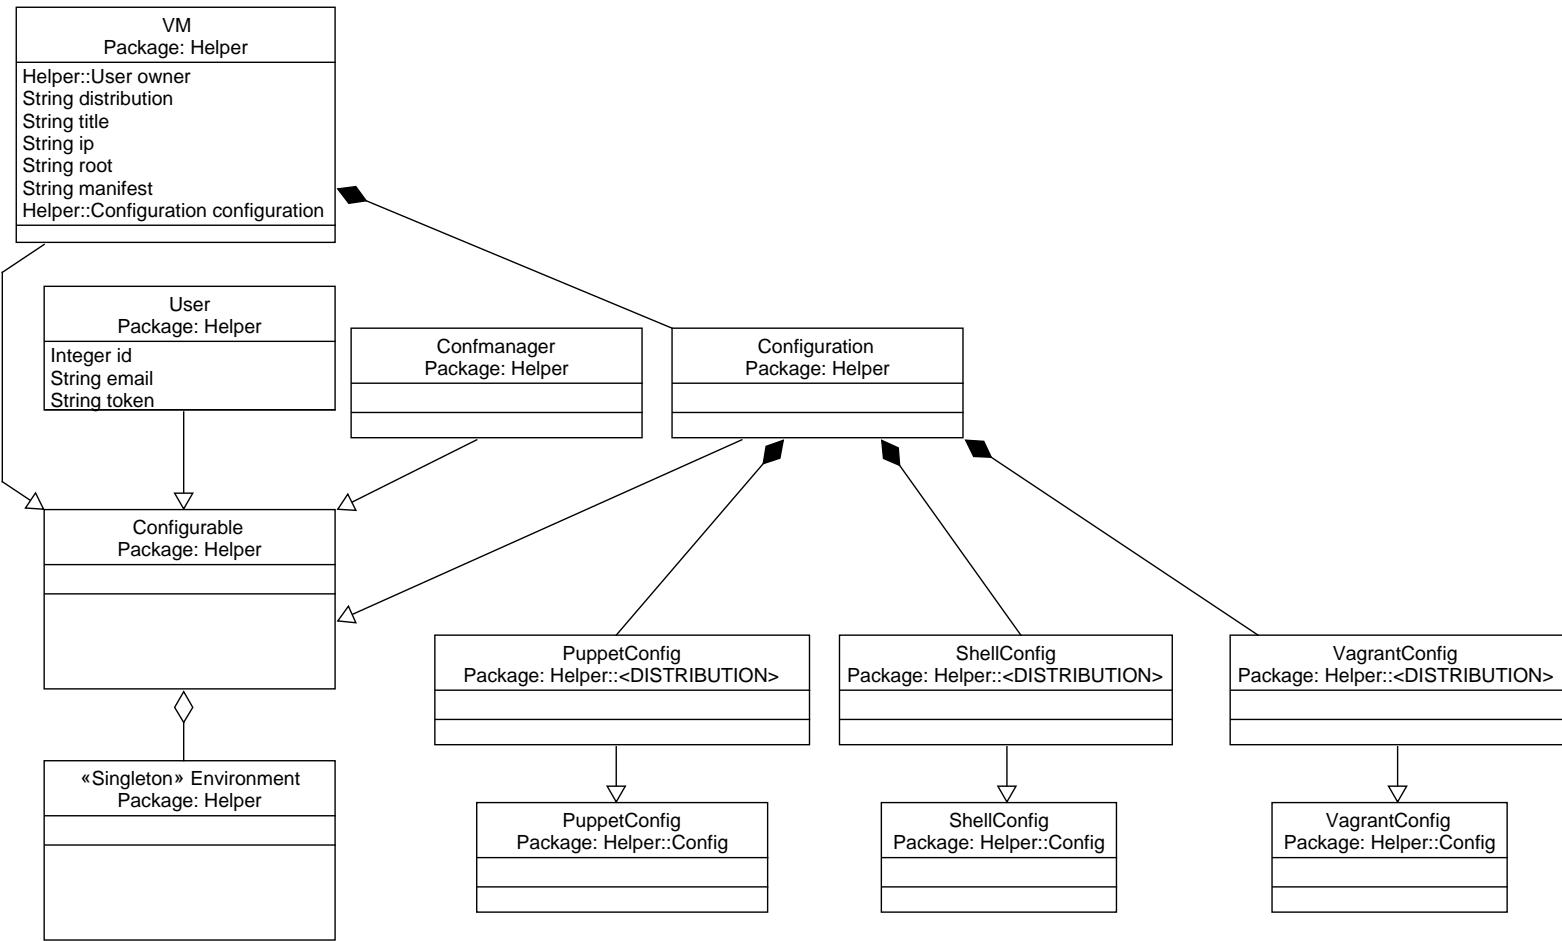 VM
Package: Helper
Helper::User owner
String distribution
String title
String ip
String root
String manifest
Helper::Configuration configuration
User
Package: Helper
Integer id
String email
String token
Confmanager
Package: Helper
Configuration
Package: Helper
Configurable
Package: Helper
PuppetConfig
Package: Helper::<DISTRIBUTION>
ShellConfig
Package: Helper::<DISTRIBUTION>
VagrantConfig
Package: Helper::<DISTRIBUTION>
«Singleton» Environment
Package: Helper
PuppetConfig
Package: Helper::Config
ShellConfig
Package: Helper::Config
VagrantConfig
Package: Helper::Config